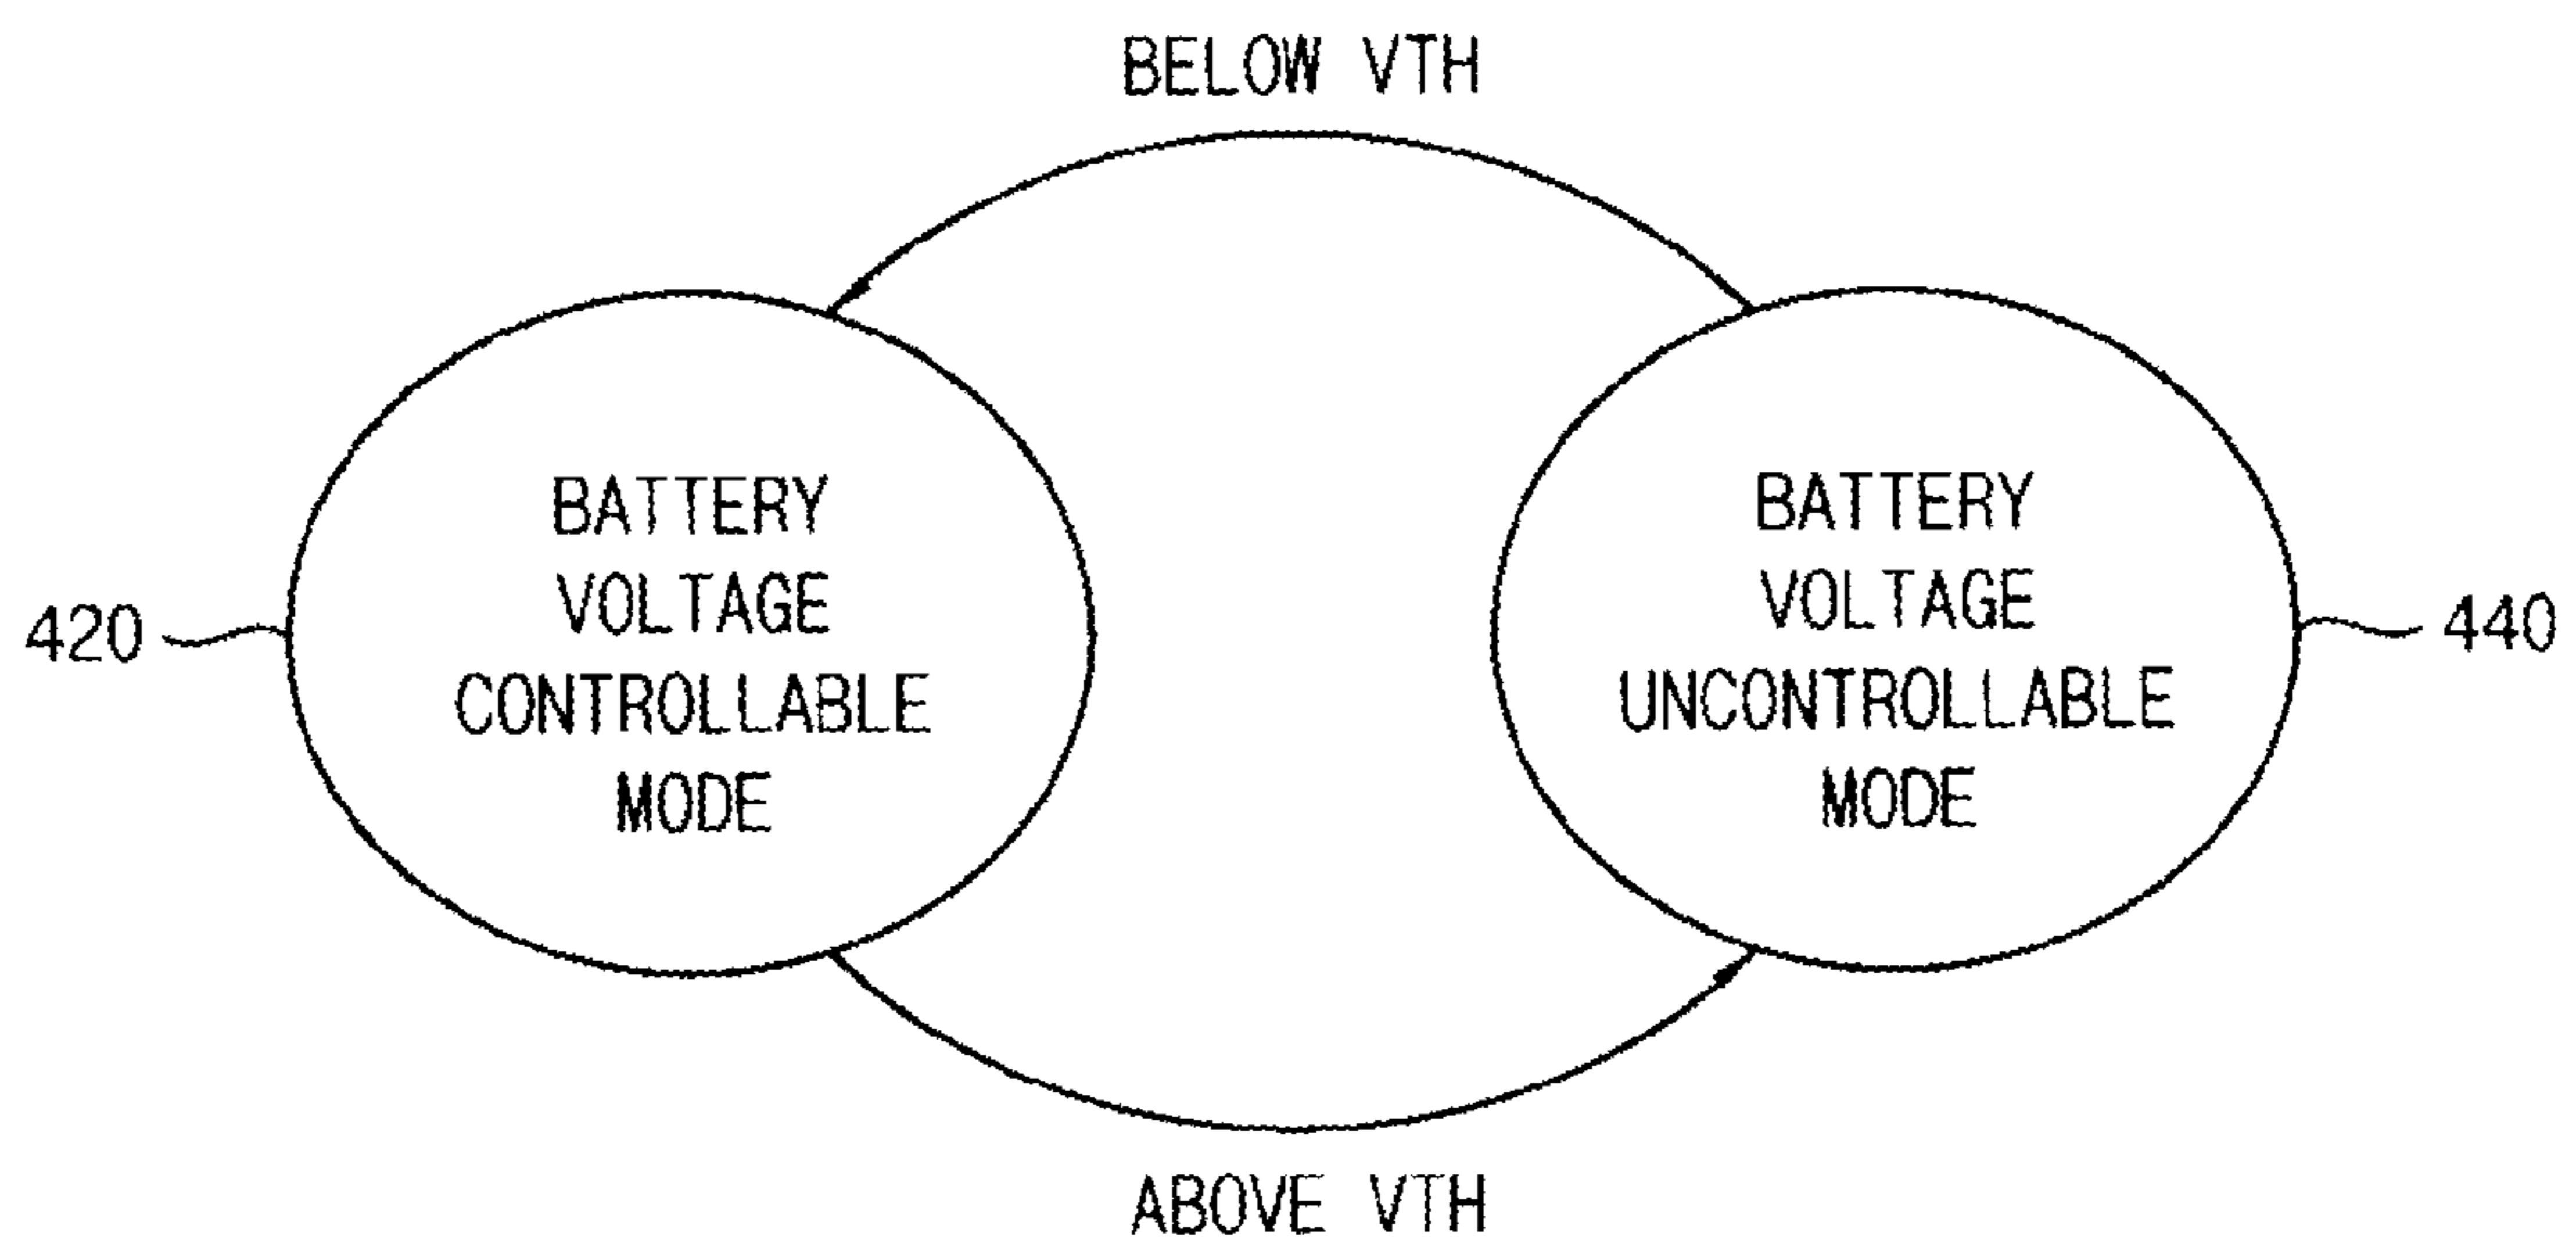 BELOW VTH
BATTERY
VOLTAGE
CONTROLLABLE
MODE
BATTERY
VOLTAGE
UNCONTROLLABLE
MODE
420
440
ABOVE VTH